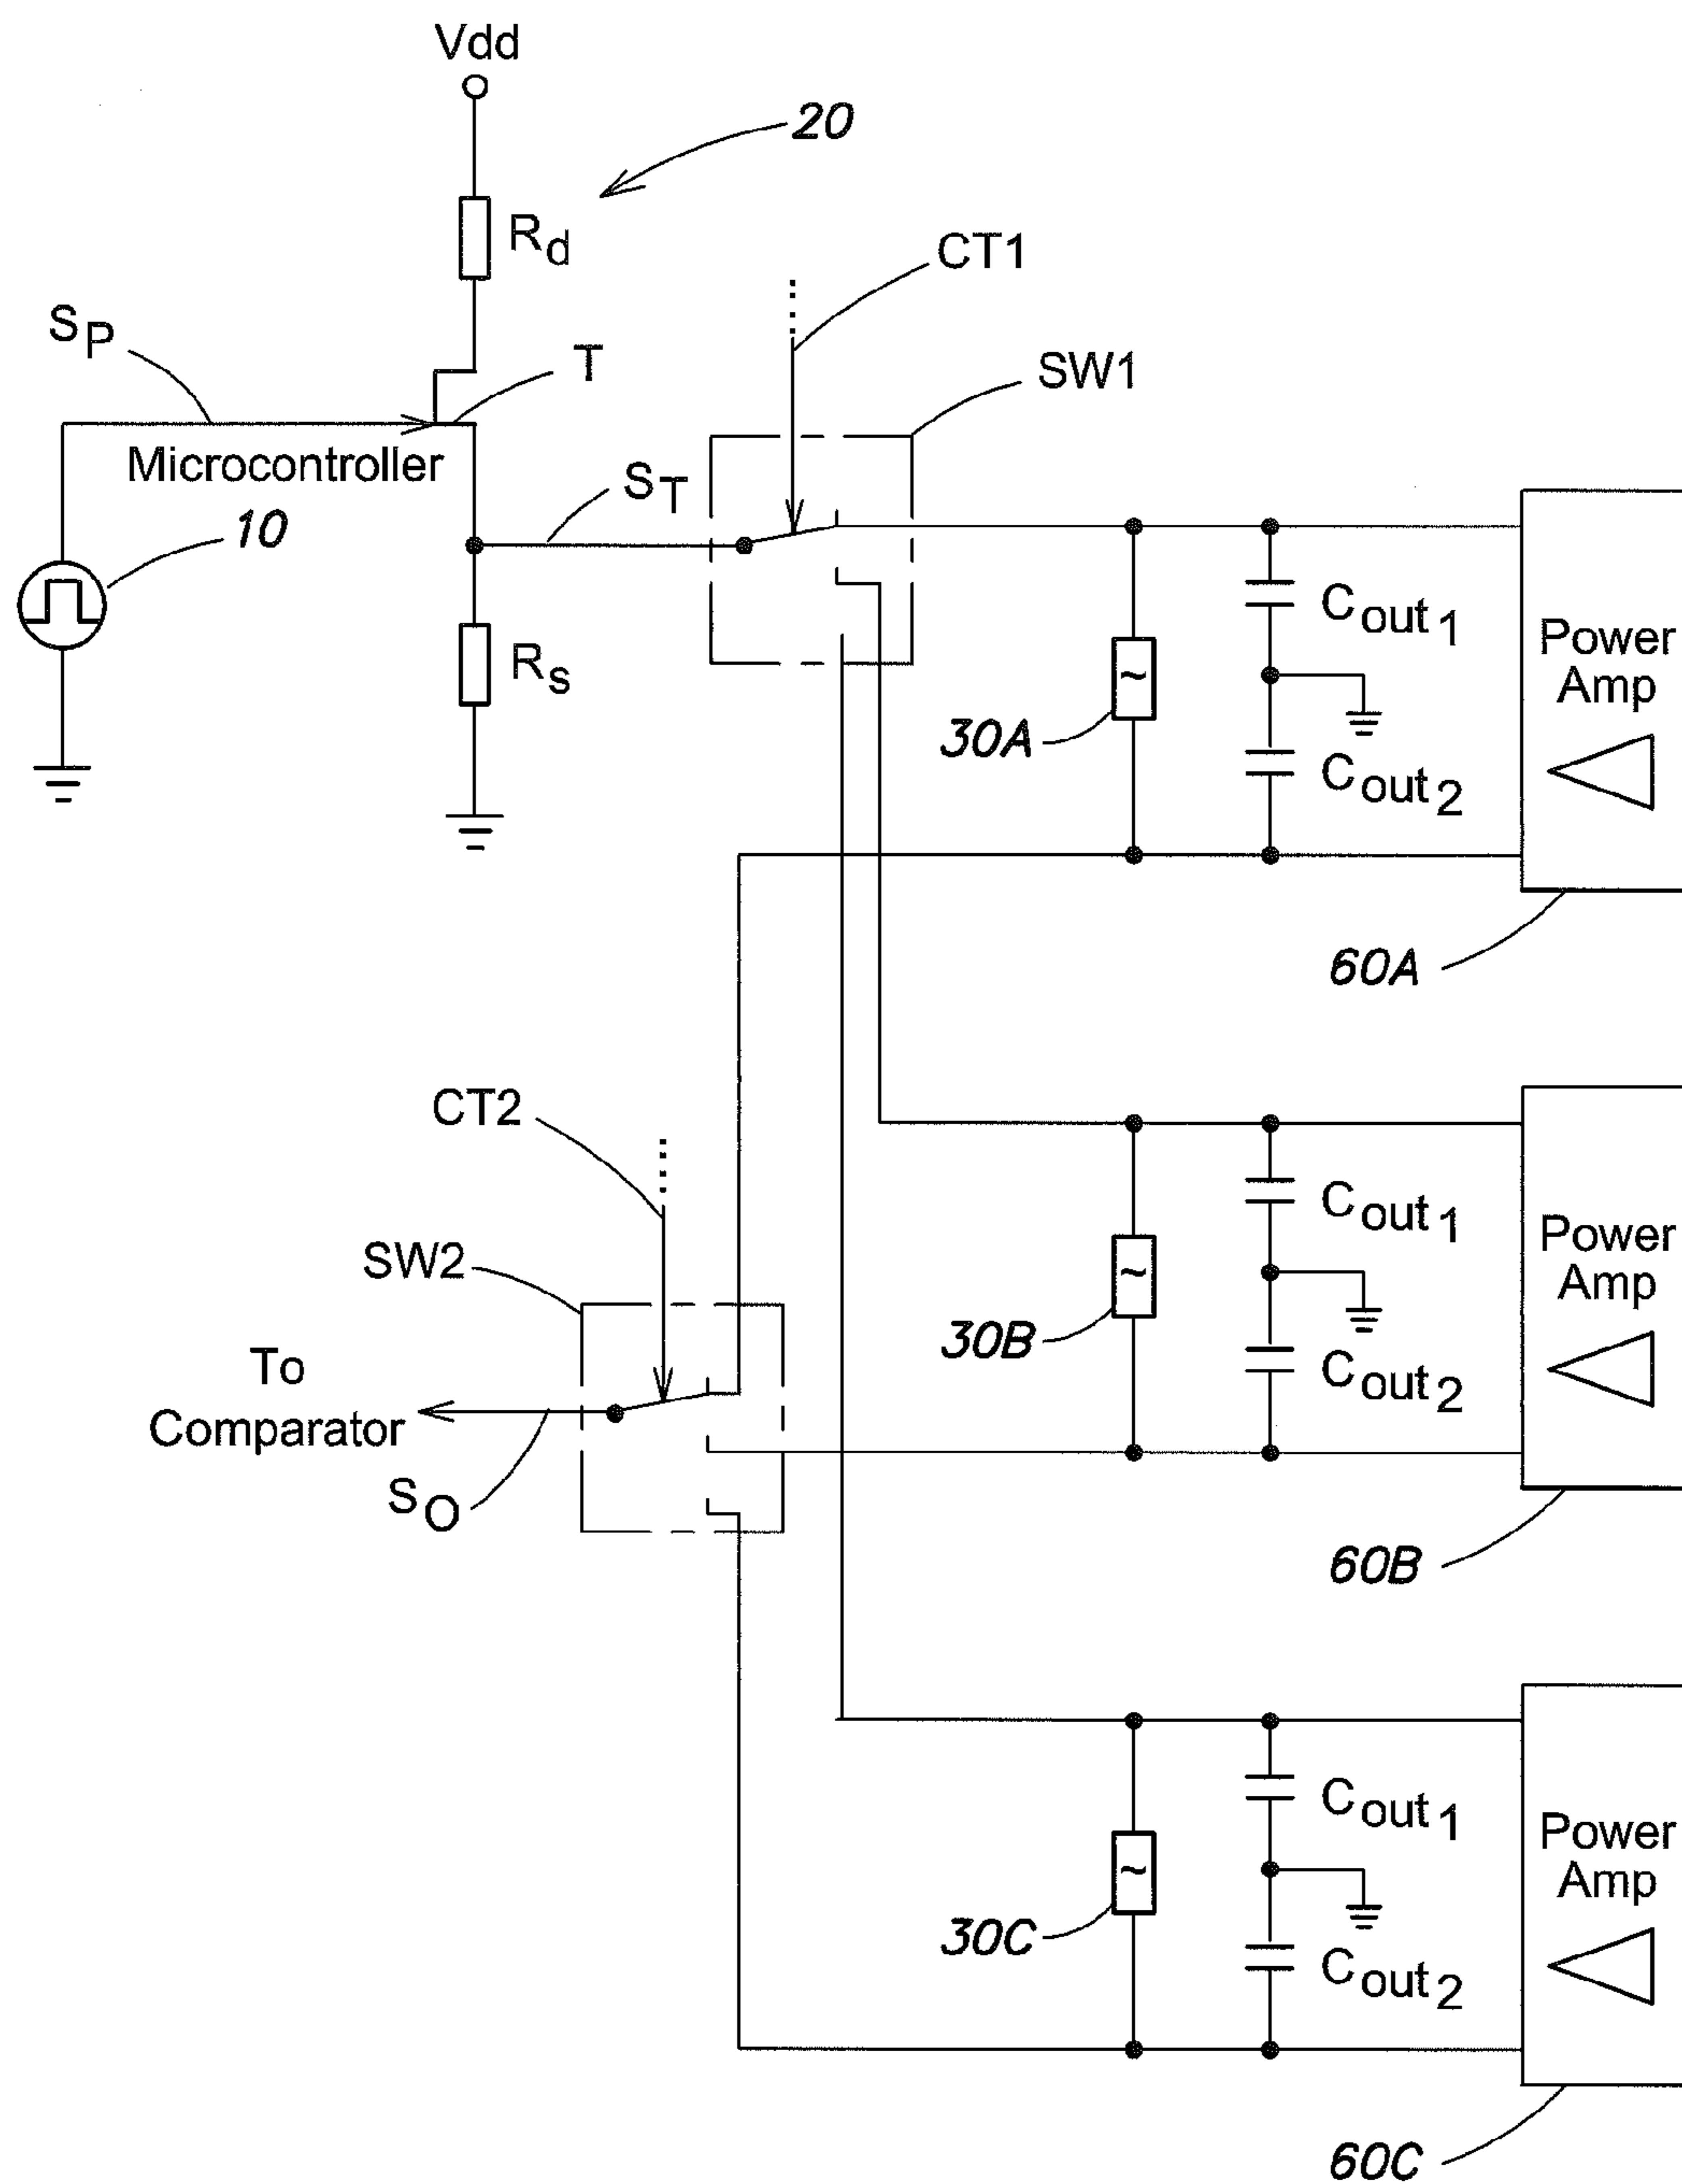 Vdd
20
Rd
CT1
SP
T
SW1
Microcontroller
ST
10
Rs
Cout1
Power
Amp
30A
Cout2
60A
CT2
Cout1
Power
Amp
SW2
30B
Cout2
To
Comparator
SO
60B
Cout1
Power
Amp
30C
Cout2
60C